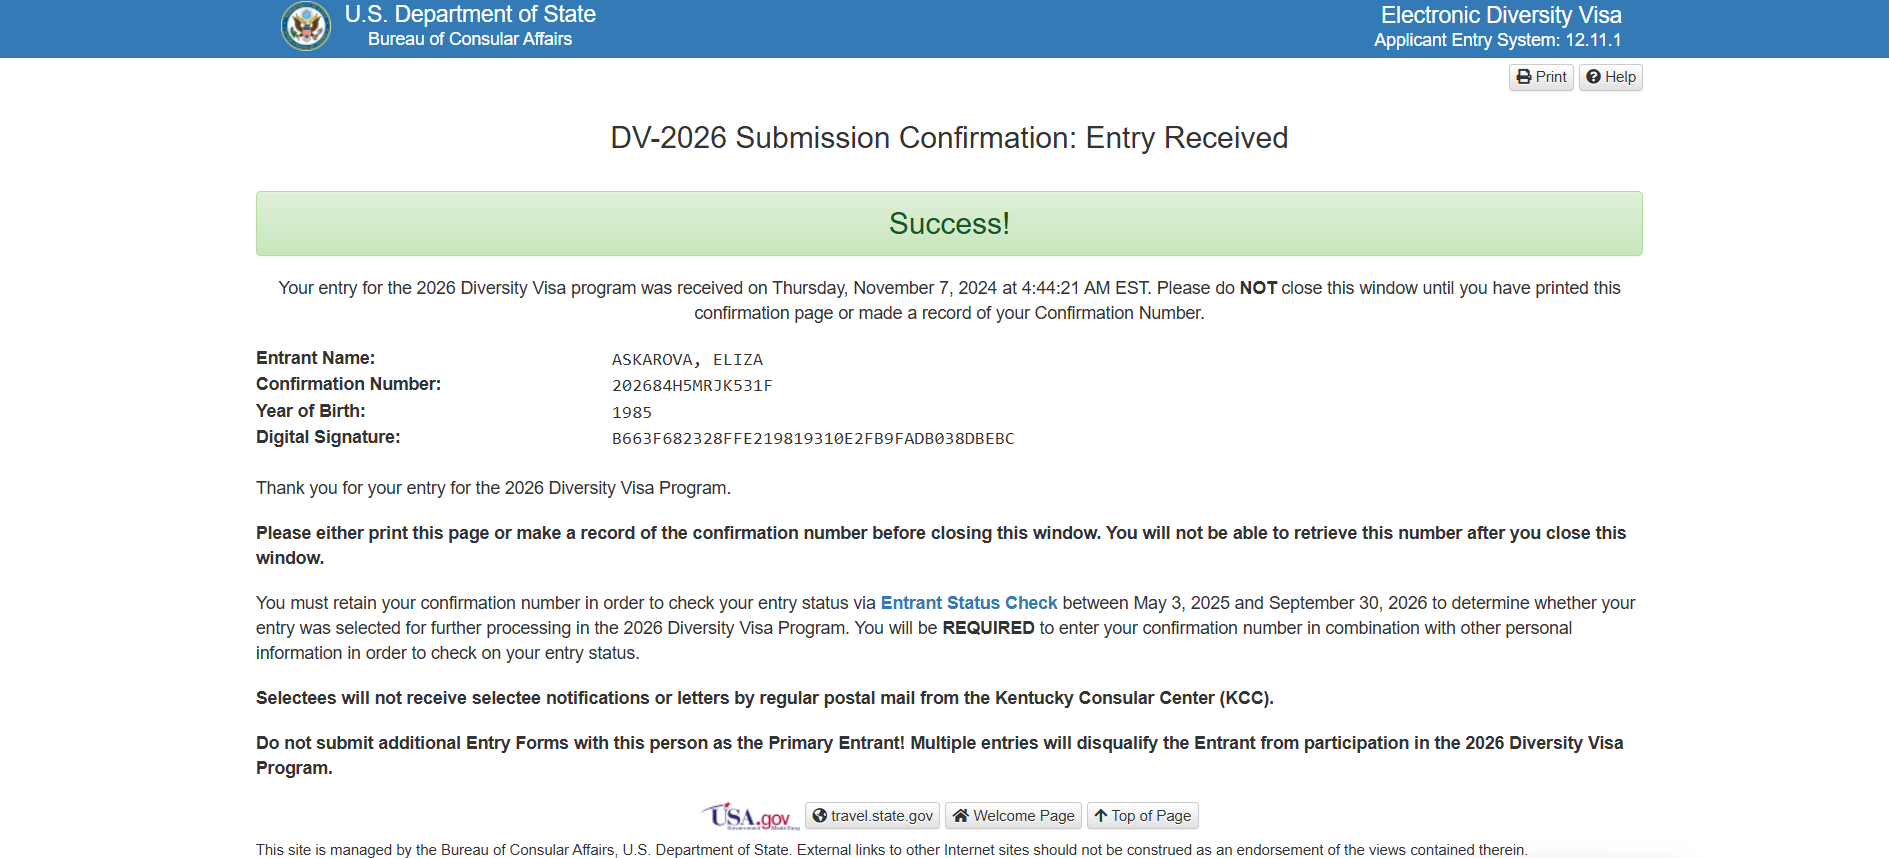 U.S. Department of State
Bureau of Consular Affairs
Electronic Diversity Visa
Applicant Entry System: 12.11.1
Print
Help
DV-2026 Submission Confirmation: Entry Received
Success!
Your entry for the 2026 Diversity Visa program was received on Thursday, November 7, 2024 at 4:44:21 AM EST. Please do NOT close this window until you have printed this
confirmation page or made a record of your Confirmation Number.
Entrant Name: ASKAROVA, ELIZA
Confirmation Number: 202684H5MRJK531F
Year of Birth: 1985
Digital Signature: B663F682328FFE219819310E2FB9FADB038DBEBC
Thank you for your entry for the 2026 Diversity Visa Program.
Please either print this page or make a record of the confirmation number before closing this window. You will not be able to retrieve this number after you close this
window.
You must retain your confirmation number in order to check your entry status via Entrant Status Check between May 3, 2025 and September 30, 2026 to determine whether your
entry was selected for further processing in the 2026 Diversity Visa Program. You will be REQUIRED to enter your confirmation number in combination with other personal
information in order to check on your entry status.
Selectees will not receive selectee notifications or letters by regular postal mail from the Kentucky Consular Center (KCC).
Do not submit additional Entry Forms with this person as the Primary Entrant! Multiple entries will disqualify the Entrant from participation in the 2026 Diversity Visa
Program.
USA.gov
travel.state.gov
Welcome Page
Top of Page
This site is managed by the Bureau of Consular Affairs, U.S. Department of State. External links to other Internet sites should not be construed as an endorsement of the views contained therein.